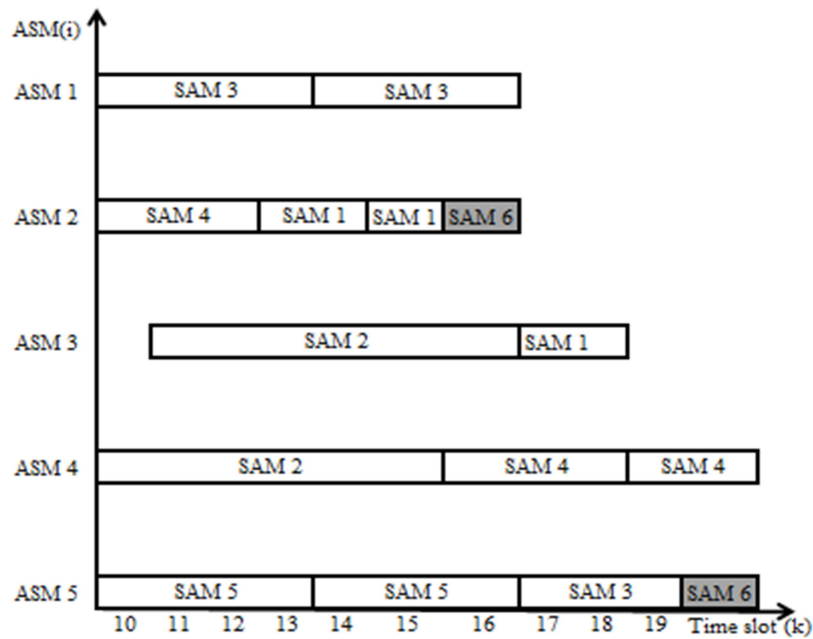 ASM(i)
ASM 1 SAM 3 SAM 3
ASM 2 SAM 4 SAM 1 SAM 1 SAM 6
ASM 3 SAM 2 SAM 1
ASM 4 SAM 2 SAM 4 SAM 4
ASM 5 SAM 5 SAM 5 SAM 3 SAM 6
10 11 12 13 14 15 16 17 18 19 Time slot (k)